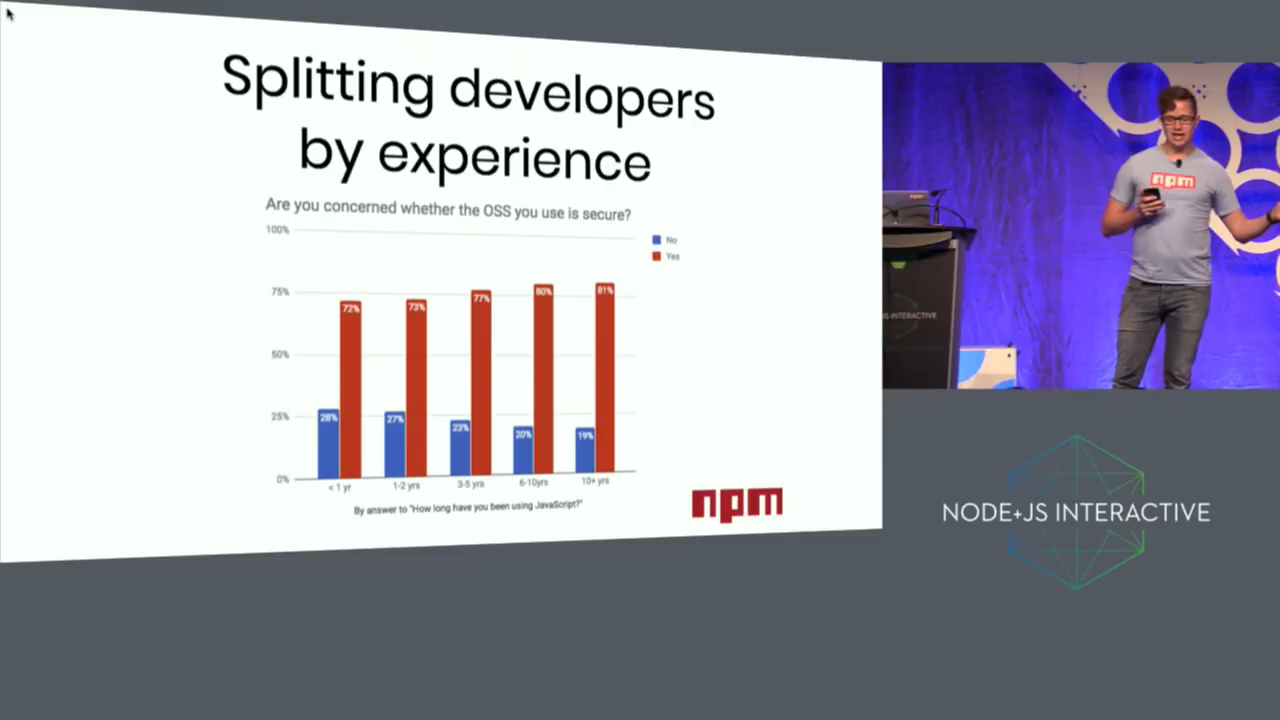 Splitting developers
by experience
Are you concerned whether the OSS you use is secure?
100%
75%
50%
25%
0%
No
Yes
28%
72%
27%
73%
23%
77%
20%
80%
19%
81%
< 1 yr
1-2 yrs
3-5 yrs
6-10yrs
10+ yrs
By answer to "How long have you been using JavaScript?"
npm
npm
JS INTERACTIVE
NODE+JS INTERACTIVE